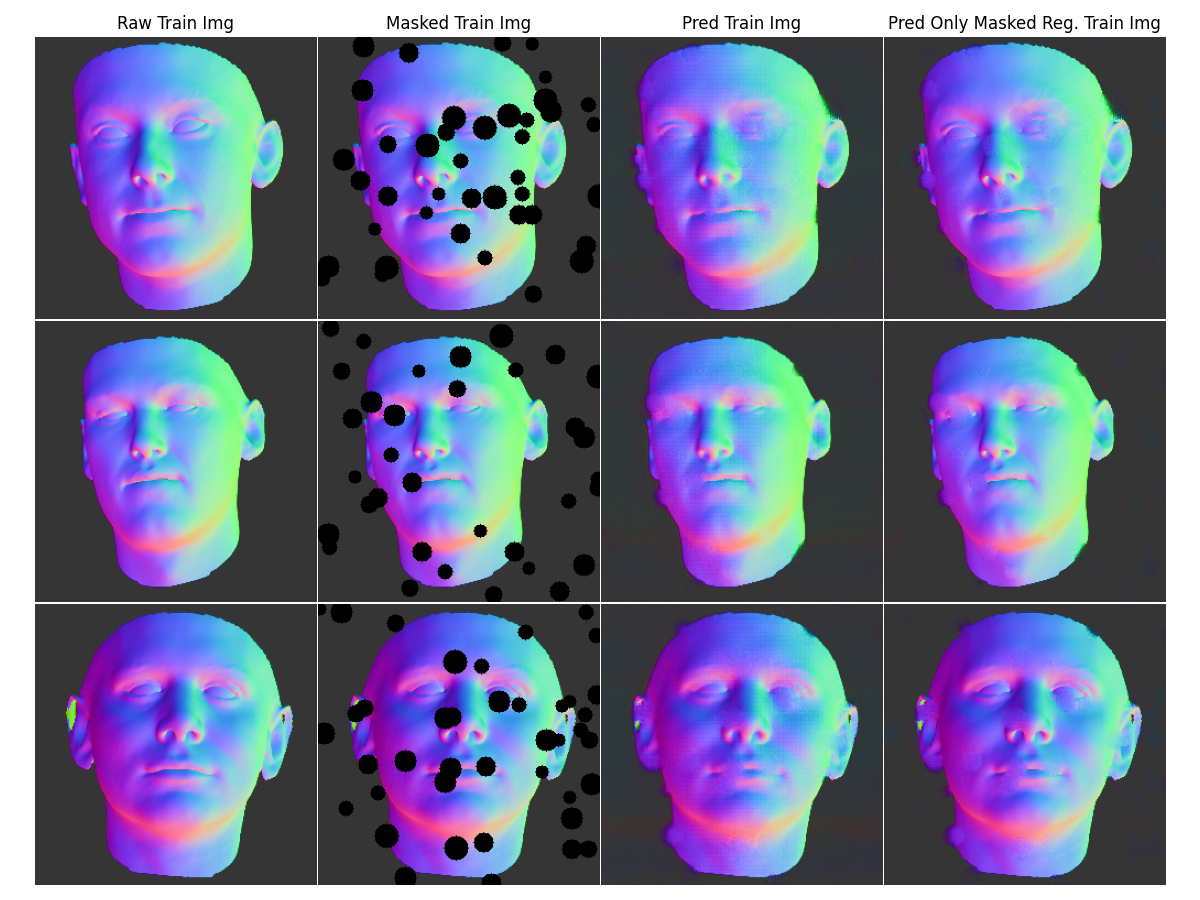 Raw Train Img
Masked Train Img
Pred Train Img
Pred Only Masked Reg. Train Img